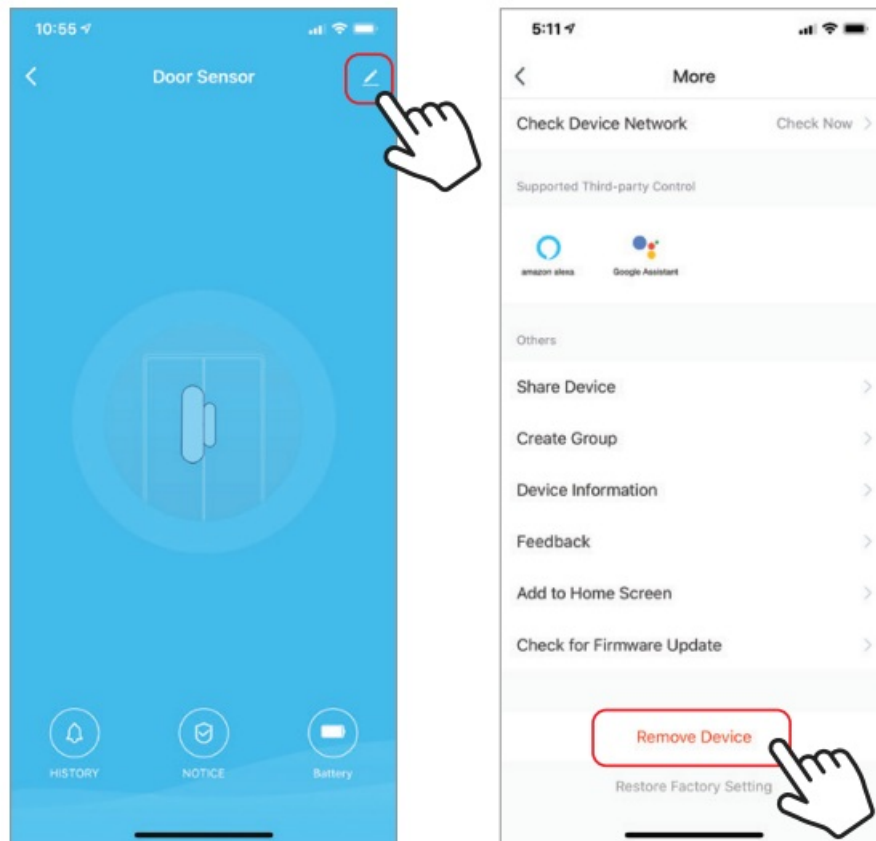 10:55
Door Sensor
HISTORY
NOTICE
Battery
5:11
More
Check Device Network
Check Now
Supported Third-party Control
amazon alexa
Google Assistant
Others
Share Device
Create Group
Device Information
Feedback
Add to Home Screen
Check for Firmware Update
Remove Device
Restore Factory Setting